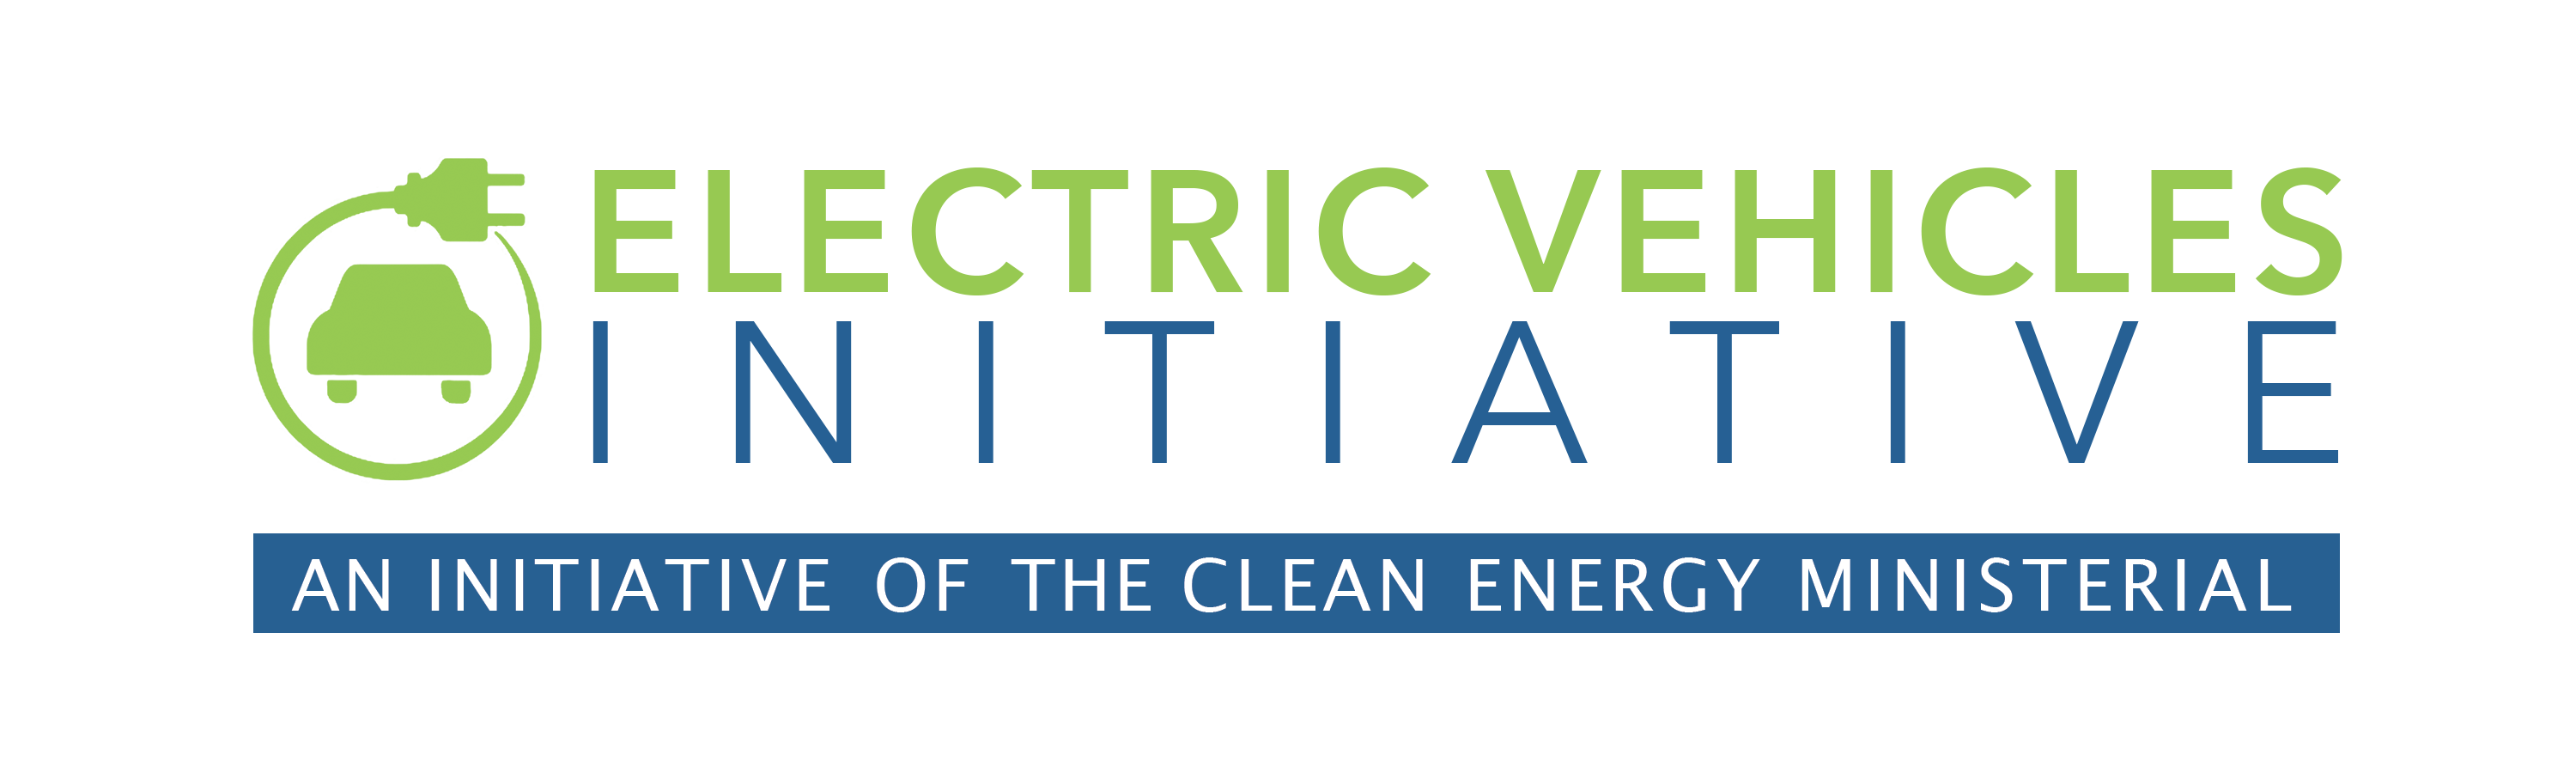 ELECTRIC VEHICLES
INITIATIVE
AN INITIATIVE OF THE CLEAN ENERGY MINISTERIAL